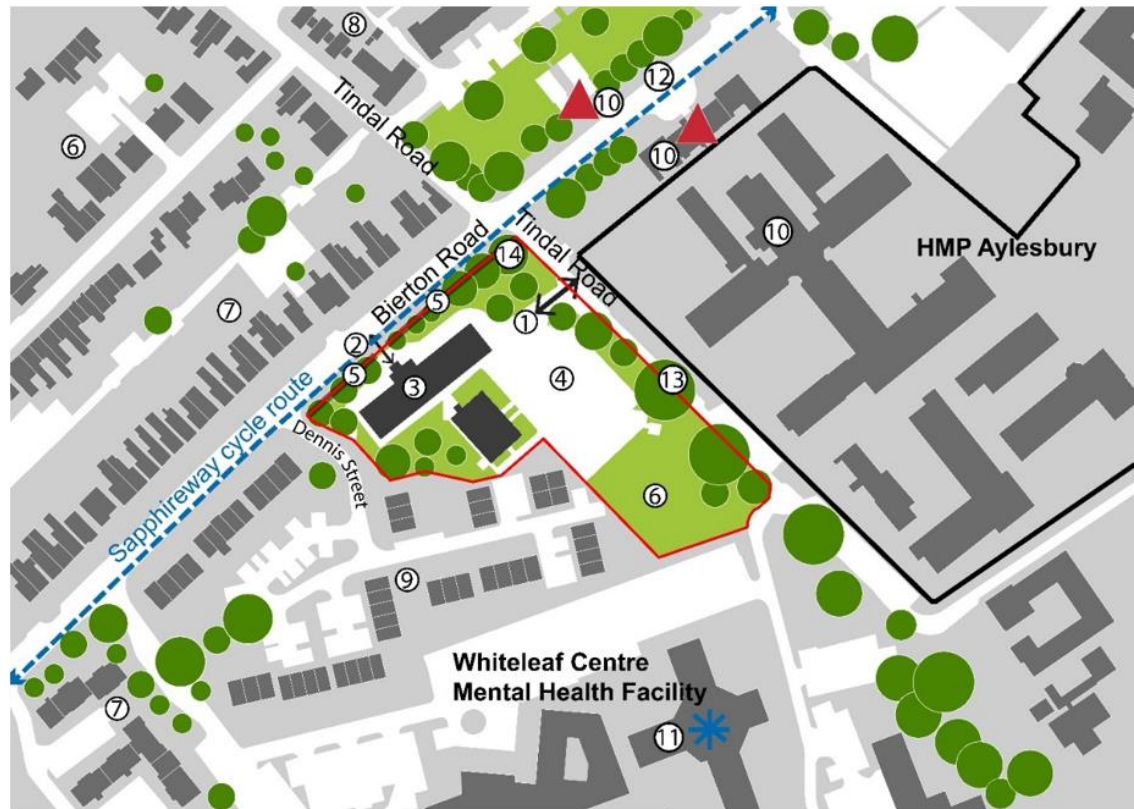 8
Tindal Road
12
10
6
10
10
HMP Aylesbury
Tindal Road
14
Bierton Road
5
7
1
2
5
3
4
13
Sapphireway cycle route
Dennis Street
6
9
Whiteleaf Centre
Mental Health Facility
7
11